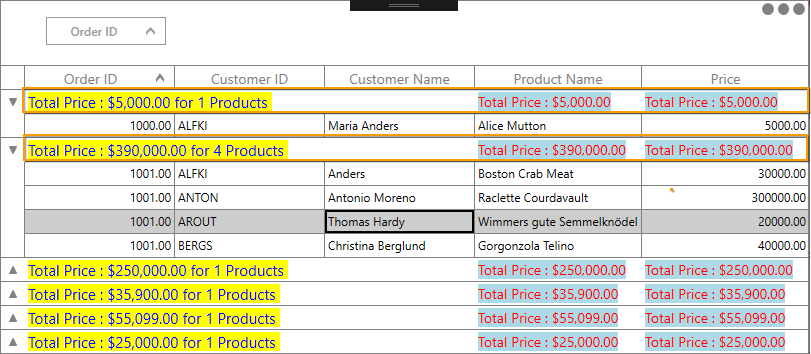 Order ID
Order ID Customer ID Customer Name Product Name Price
Total Price : $5,000.00 for 1 Products Total Price : $5,000.00 Total Price : $5,000.00
1000.00 ALFKI Maria Anders Alice Mutton 5000.00
Total Price : $390,000.00 for 4 Products Total Price : $390,000.00 Total Price : $390,000.00
1001.00 ALFKI Anders Boston Crab Meat 30000.00
1001.00 ANTON Antonio Moreno Raclette Courdavault 300000.00
1001.00 AROUT Thomas Hardy Wimmers gute Semmelknödel 20000.00
1001.00 BERGS Christina Berglund Gorgonzola Telino 40000.00
Total Price : $250,000.00 for 1 Products Total Price : $250,000.00 Total Price : $250,000.00
Total Price : $35,900.00 for 1 Products Total Price : $35,900.00 Total Price : $35,900.00
Total Price : $55,099.00 for 1 Products Total Price : $55,099.00 Total Price : $55,099.00
Total Price : $25,000.00 for 1 Products Total Price : $25,000.00 Total Price : $25,000.00